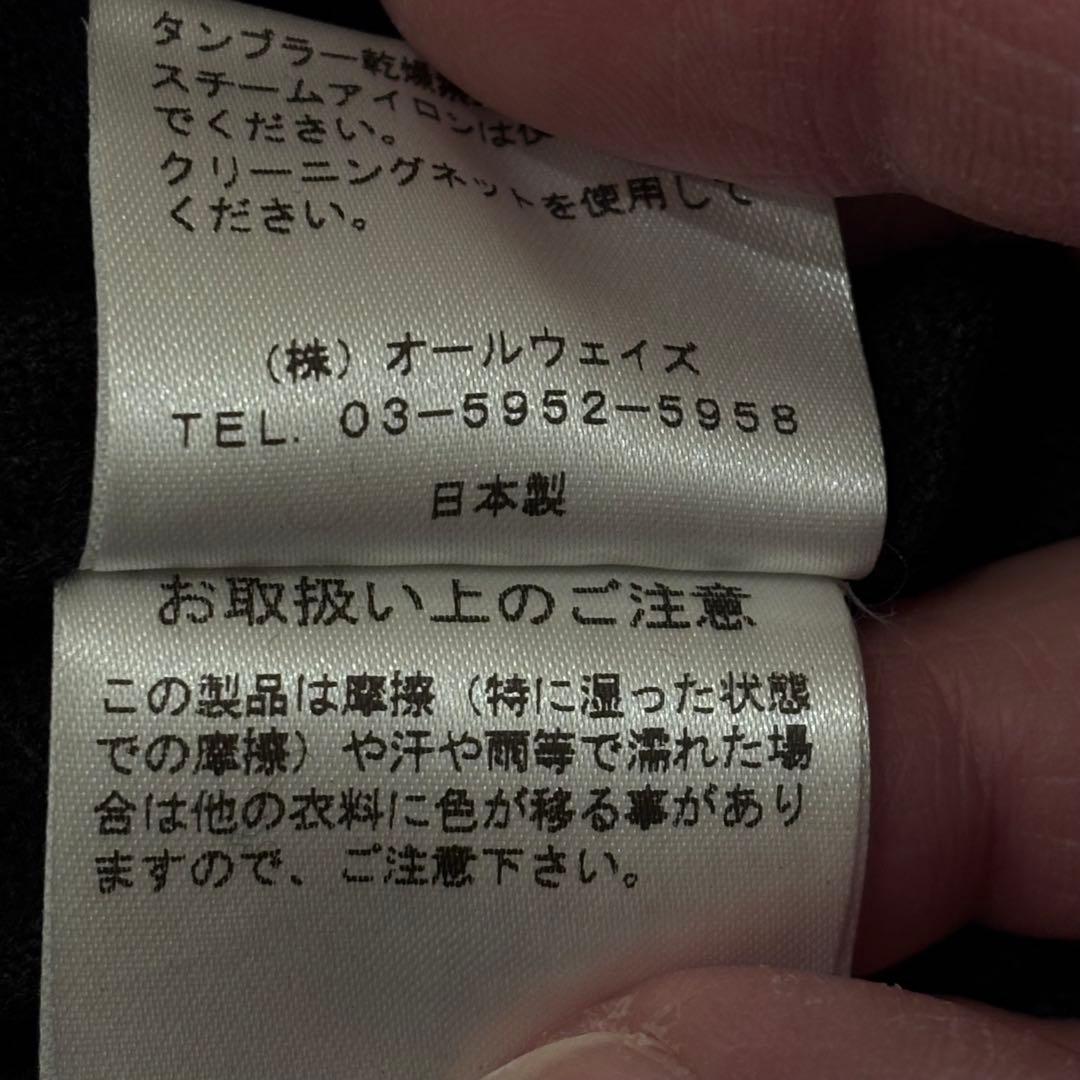 タンブラー乾燥
スチームアイロンは使
でください。
クリーニングネットを使用して
ください。
(株) オールウェイズ
TEL. 03-5952-5958
日本製
お取扱い上のご注意
この製品は摩擦 (特に湿った状態
での摩擦) や汗や雨等で濡れた場
合は他の衣料に色が移る事があり
ますので、ご注意下さい。